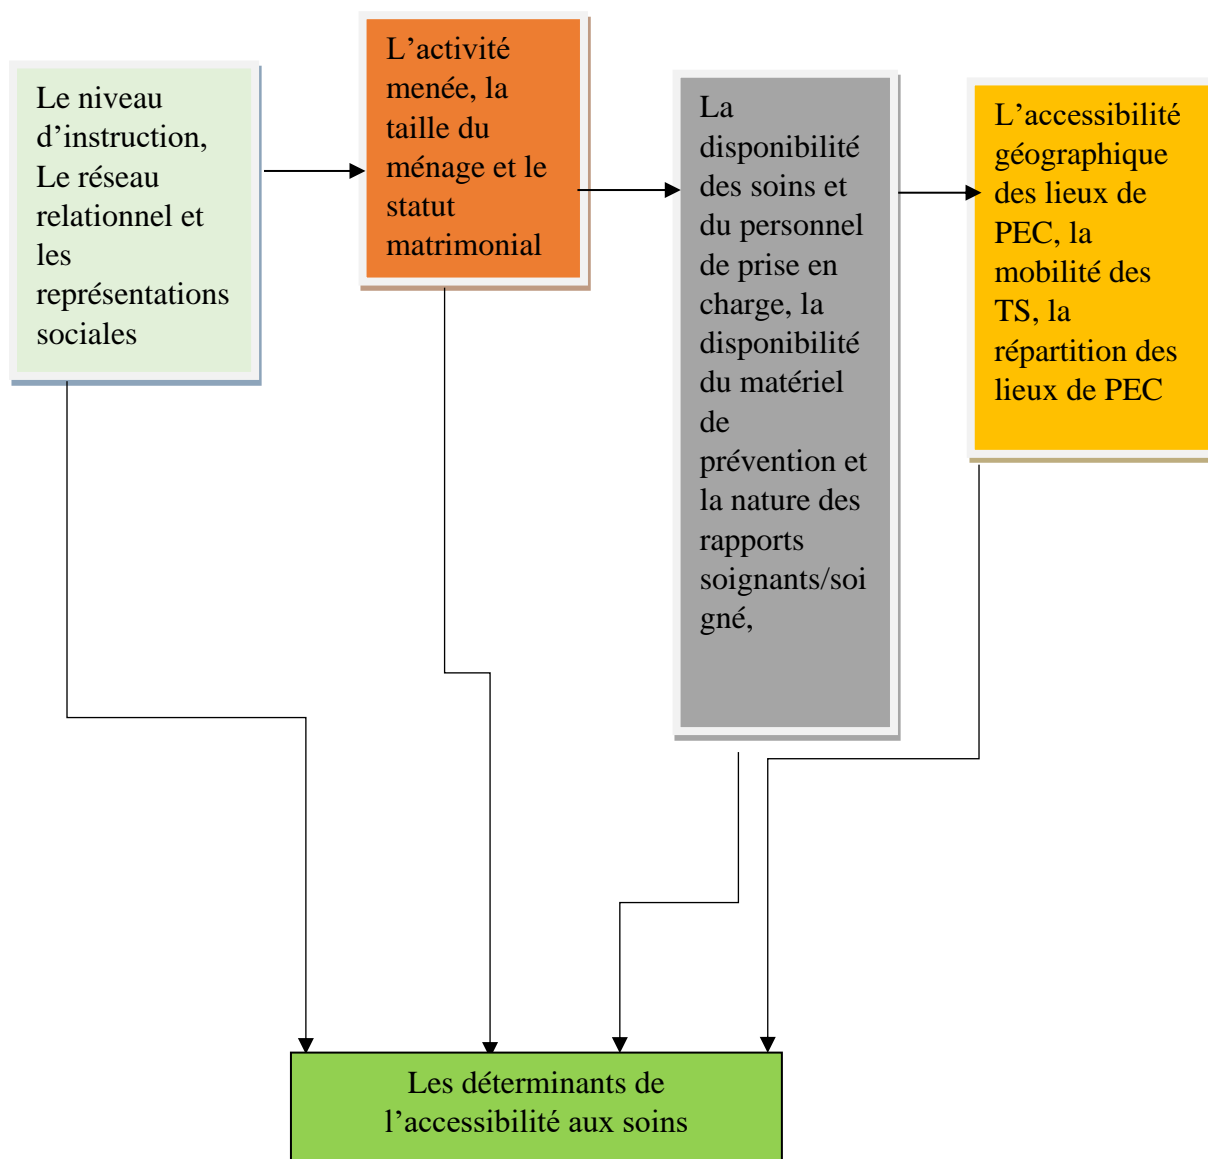 Le niveau
d’instruction,
Le réseau
relationnel et
les
représentations
sociales
L’activité
menée, la
taille du
ménage et le
statut
matrimonial
La
disponibilité
des soins et
du personnel
de prise en
charge, la
disponibilité
du matériel
de
prévention et
la nature des
rapports
soignants/soi
gné,
L’accessibilité
géographique
des lieux de
PEC, la
mobilité des
TS, la
répartition des
lieux de PEC
Les déterminants de
l’accessibilité aux soins